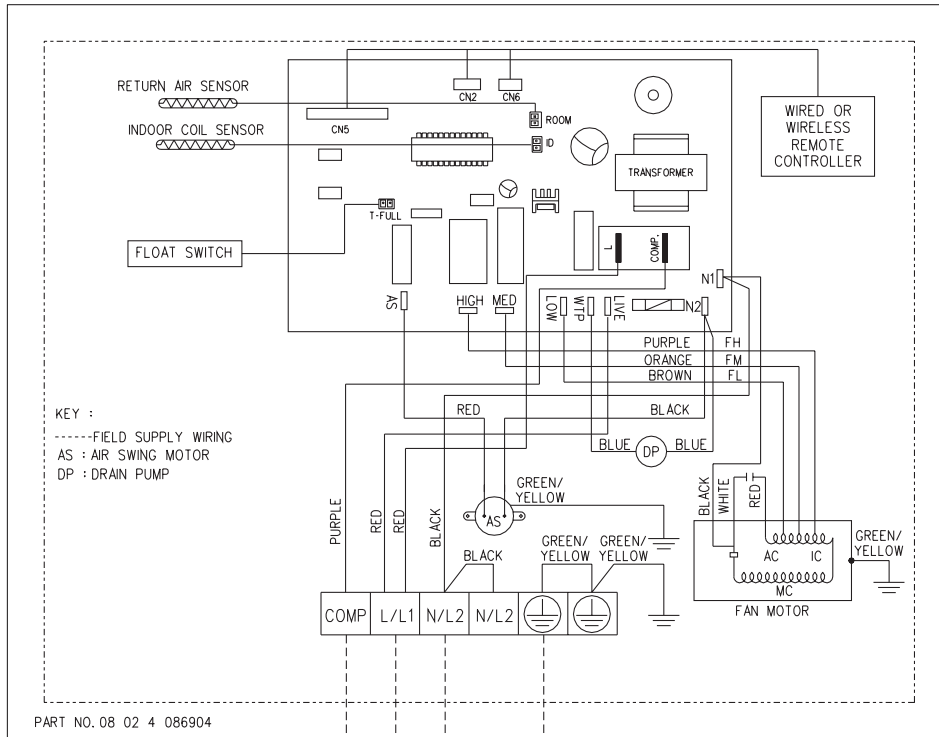 RETURN AIR SENSOR
INDOOR COIL SENSOR
CN2
CN6
CN5
ROOM
ID
WIRED OR
WIRELESS
REMOTE
CONTROLLER
TRANSFORMER
T-FULL
FLOAT SWITCH
L
COMP.
AS
HIGH
MED
LOW
WTP
LIVE
N2
N1
PURPLE FH
ORANGE FM
BROWN FL
RED
BLACK
BLUE
DP
BLUE
KEY :
------FIELD SUPPLY WIRING
AS : AIR SWING MOTOR
DP : DRAIN PUMP
PURPLE
RED
RED
BLACK
BLACK
AS
GREEN/
YELLOW
GREEN/
YELLOW
GREEN/
YELLOW
BLACK
WHITE
RED
AC
IC
MC
FAN MOTOR
GREEN/
YELLOW
COMP
L/L1
N/L2
N/L2
PART NO. 08 02 4 086904